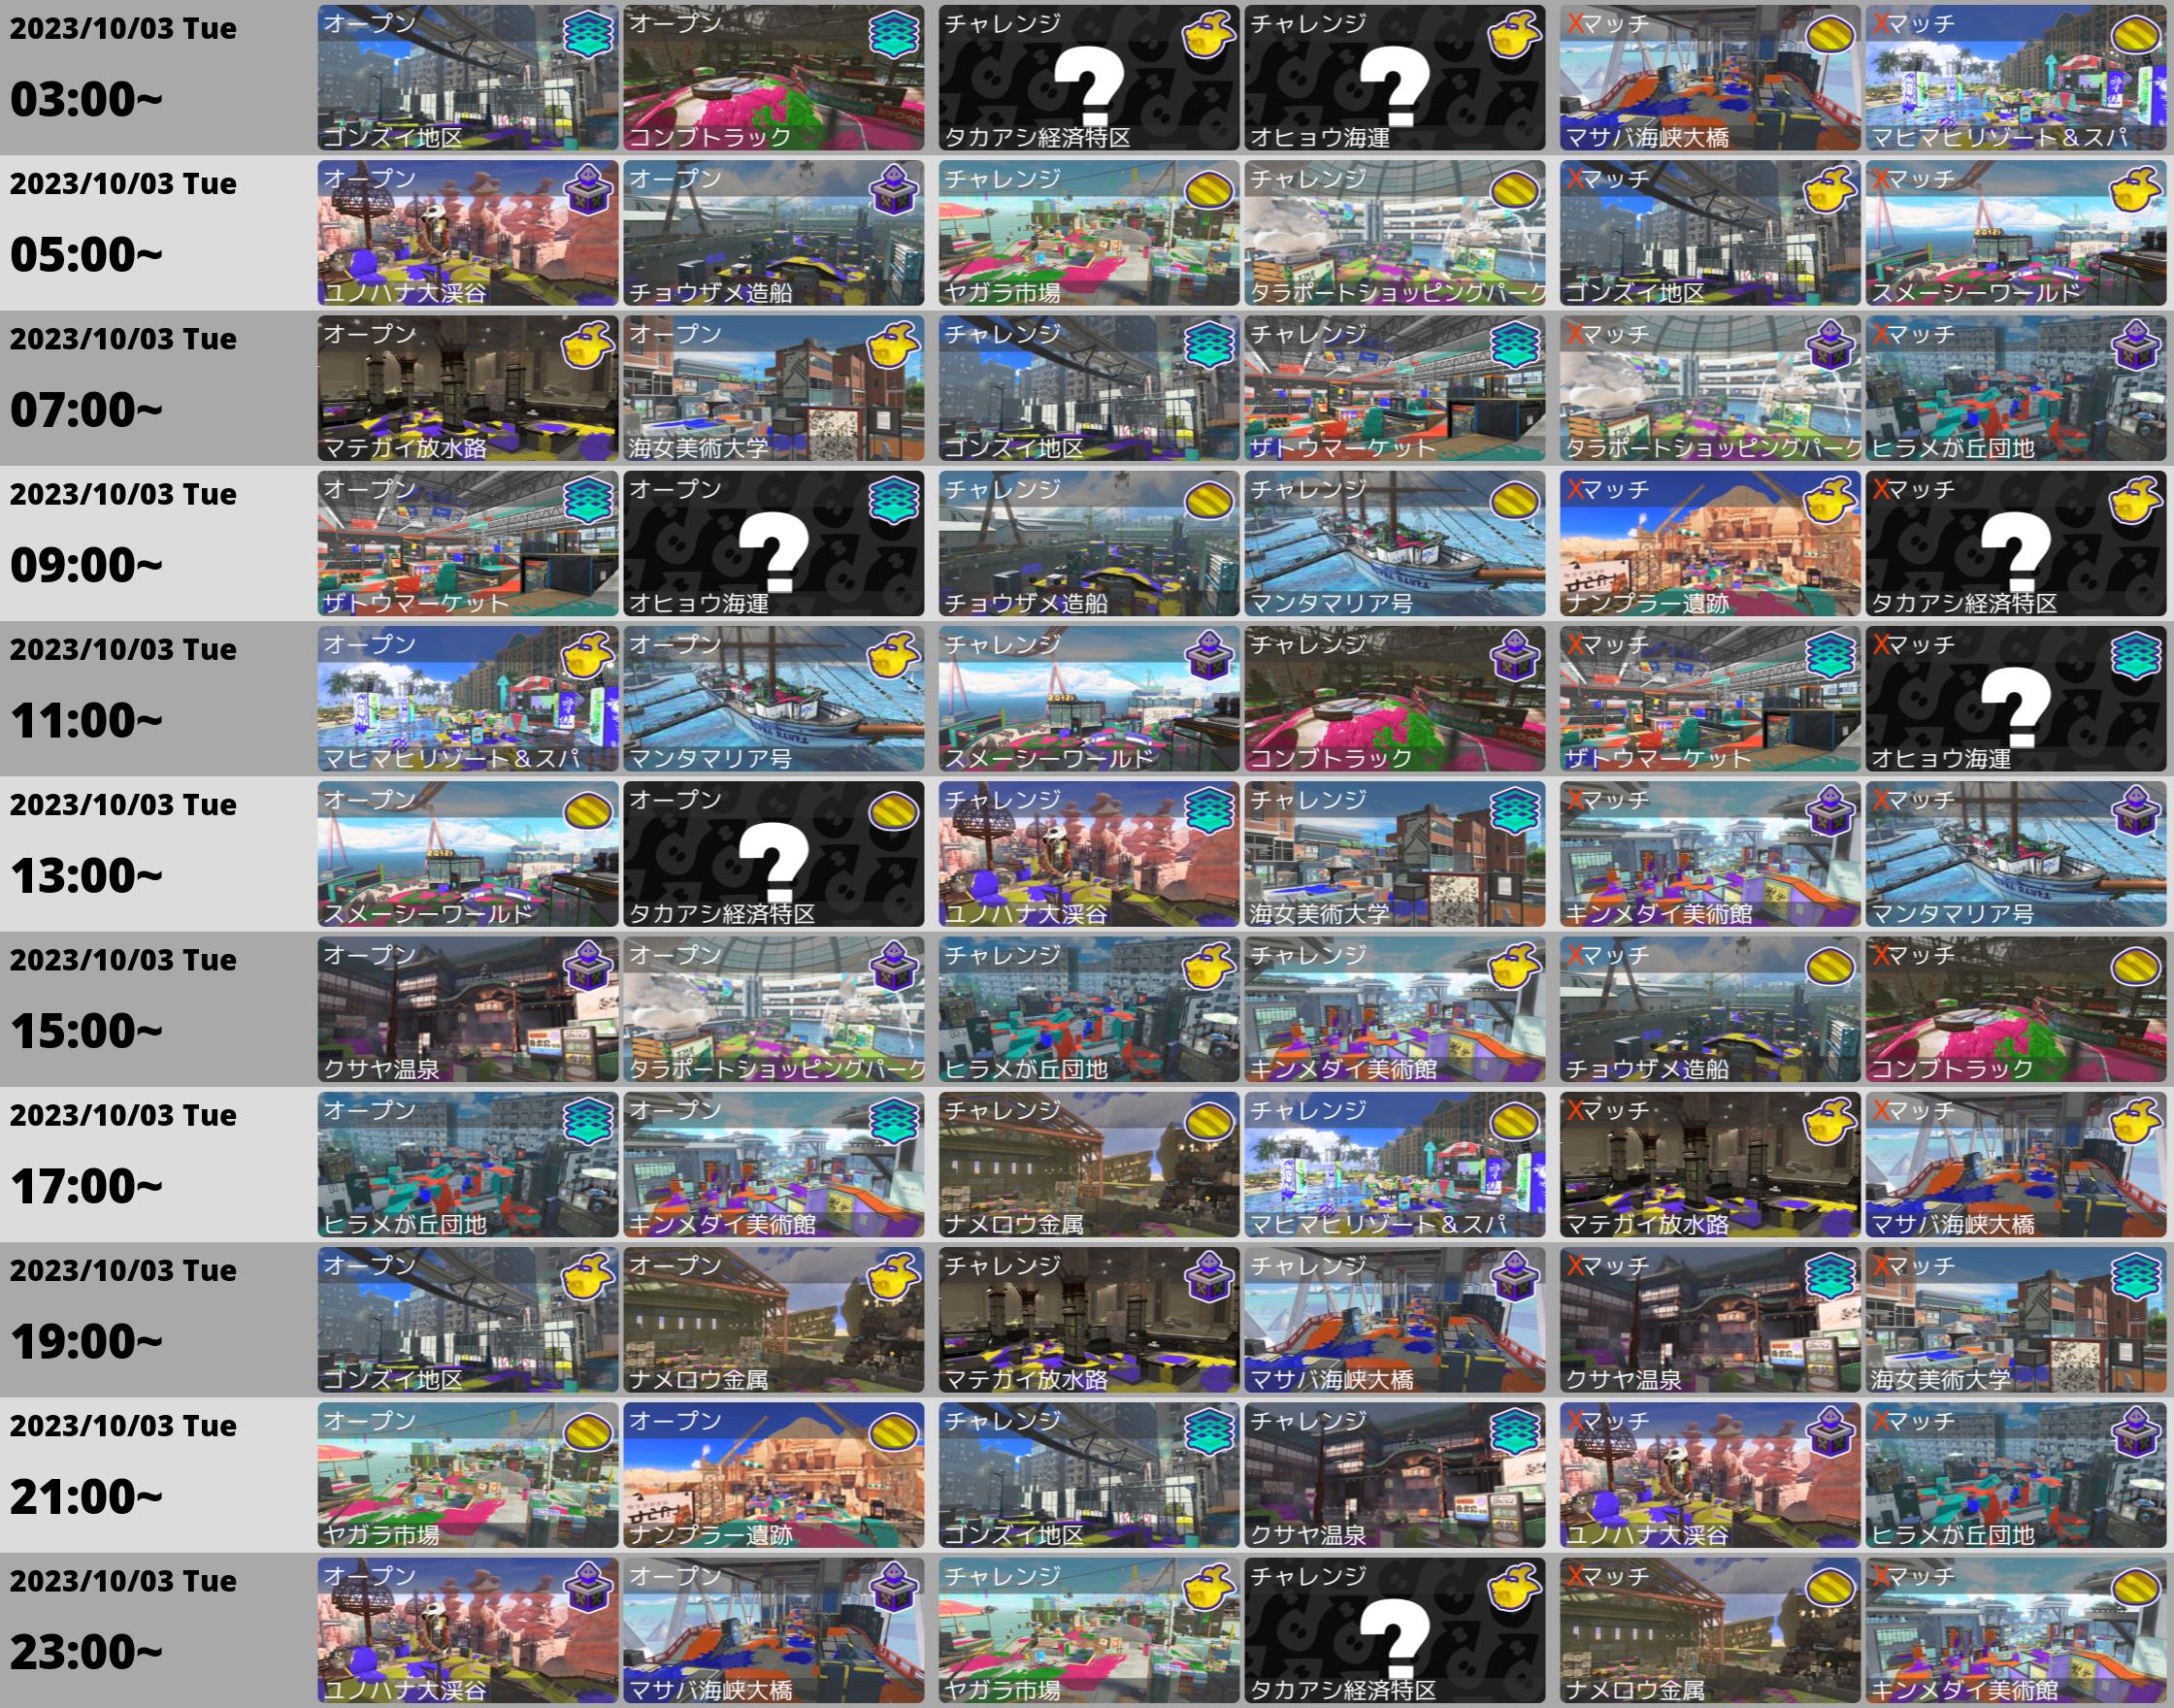 2023/10/03 Tue
03:00~
オープン
ゴンズイ地区
オープン
コンブトラック
チャレンジ
タカアシ経済特区
チャレンジ
オヒョウ海運
Xマッチ
マサバ海峡大橋
Xマッチ
マヒマヒリゾート＆スパ
2023/10/03 Tue
05:00~
オープン
ユノハナ大渓谷
オープン
チョウザメ造船
チャレンジ
ヤガラ市場
チャレンジ
タラポートショッピングパーク
Xマッチ
ゴンズイ地区
Xマッチ
スメーシーワールド
2023/10/03 Tue
07:00~
オープン
マテガイ放水路
オープン
海女美術大学
チャレンジ
ゴンズイ地区
チャレンジ
ザトウマーケット
Xマッチ
タラポートショッピングパーク
Xマッチ
ヒラメが丘団地
2023/10/03 Tue
09:00~
オープン
ザトウマーケット
オープン
オヒョウ海運
チャレンジ
チョウザメ造船
チャレンジ
マンタマリア号
Xマッチ
ナンプラー遺跡
Xマッチ
タカアシ経済特区
2023/10/03 Tue
11:00~
オープン
マヒマヒリゾート＆スパ
オープン
マンタマリア号
チャレンジ
スメーシーワールド
チャレンジ
コンブトラック
Xマッチ
ザトウマーケット
Xマッチ
オヒョウ海運
2023/10/03 Tue
13:00~
オープン
スメーシーワールド
オープン
タカアシ経済特区
チャレンジ
ユノハナ大渓谷
チャレンジ
海女美術大学
Xマッチ
キンメダイ美術館
Xマッチ
マンタマリア号
2023/10/03 Tue
15:00~
オープン
クサヤ温泉
オープン
タラポートショッピングパーク
チャレンジ
ヒラメが丘団地
チャレンジ
キンメダイ美術館
Xマッチ
チョウザメ造船
Xマッチ
コンブトラック
2023/10/03 Tue
17:00~
オープン
ヒラメが丘団地
オープン
キンメダイ美術館
チャレンジ
ナメロウ金属
チャレンジ
マヒマヒリゾート＆スパ
Xマッチ
マテガイ放水路
Xマッチ
マサバ海峡大橋
2023/10/03 Tue
19:00~
オープン
ゴンズイ地区
オープン
ナメロウ金属
チャレンジ
マテガイ放水路
チャレンジ
マサバ海峡大橋
Xマッチ
クサヤ温泉
Xマッチ
海女美術大学
2023/10/03 Tue
21:00~
オープン
ヤガラ市場
オープン
ナンプラー遺跡
チャレンジ
ゴンズイ地区
チャレンジ
クサヤ温泉
Xマッチ
ユノハナ大渓谷
Xマッチ
ヒラメが丘団地
2023/10/03 Tue
23:00~
オープン
ユノハナ大渓谷
オープン
マサバ海峡大橋
チャレンジ
ヤガラ市場
チャレンジ
タカアシ経済特区
Xマッチ
ナメロウ金属
Xマッチ
キンメダイ美術館